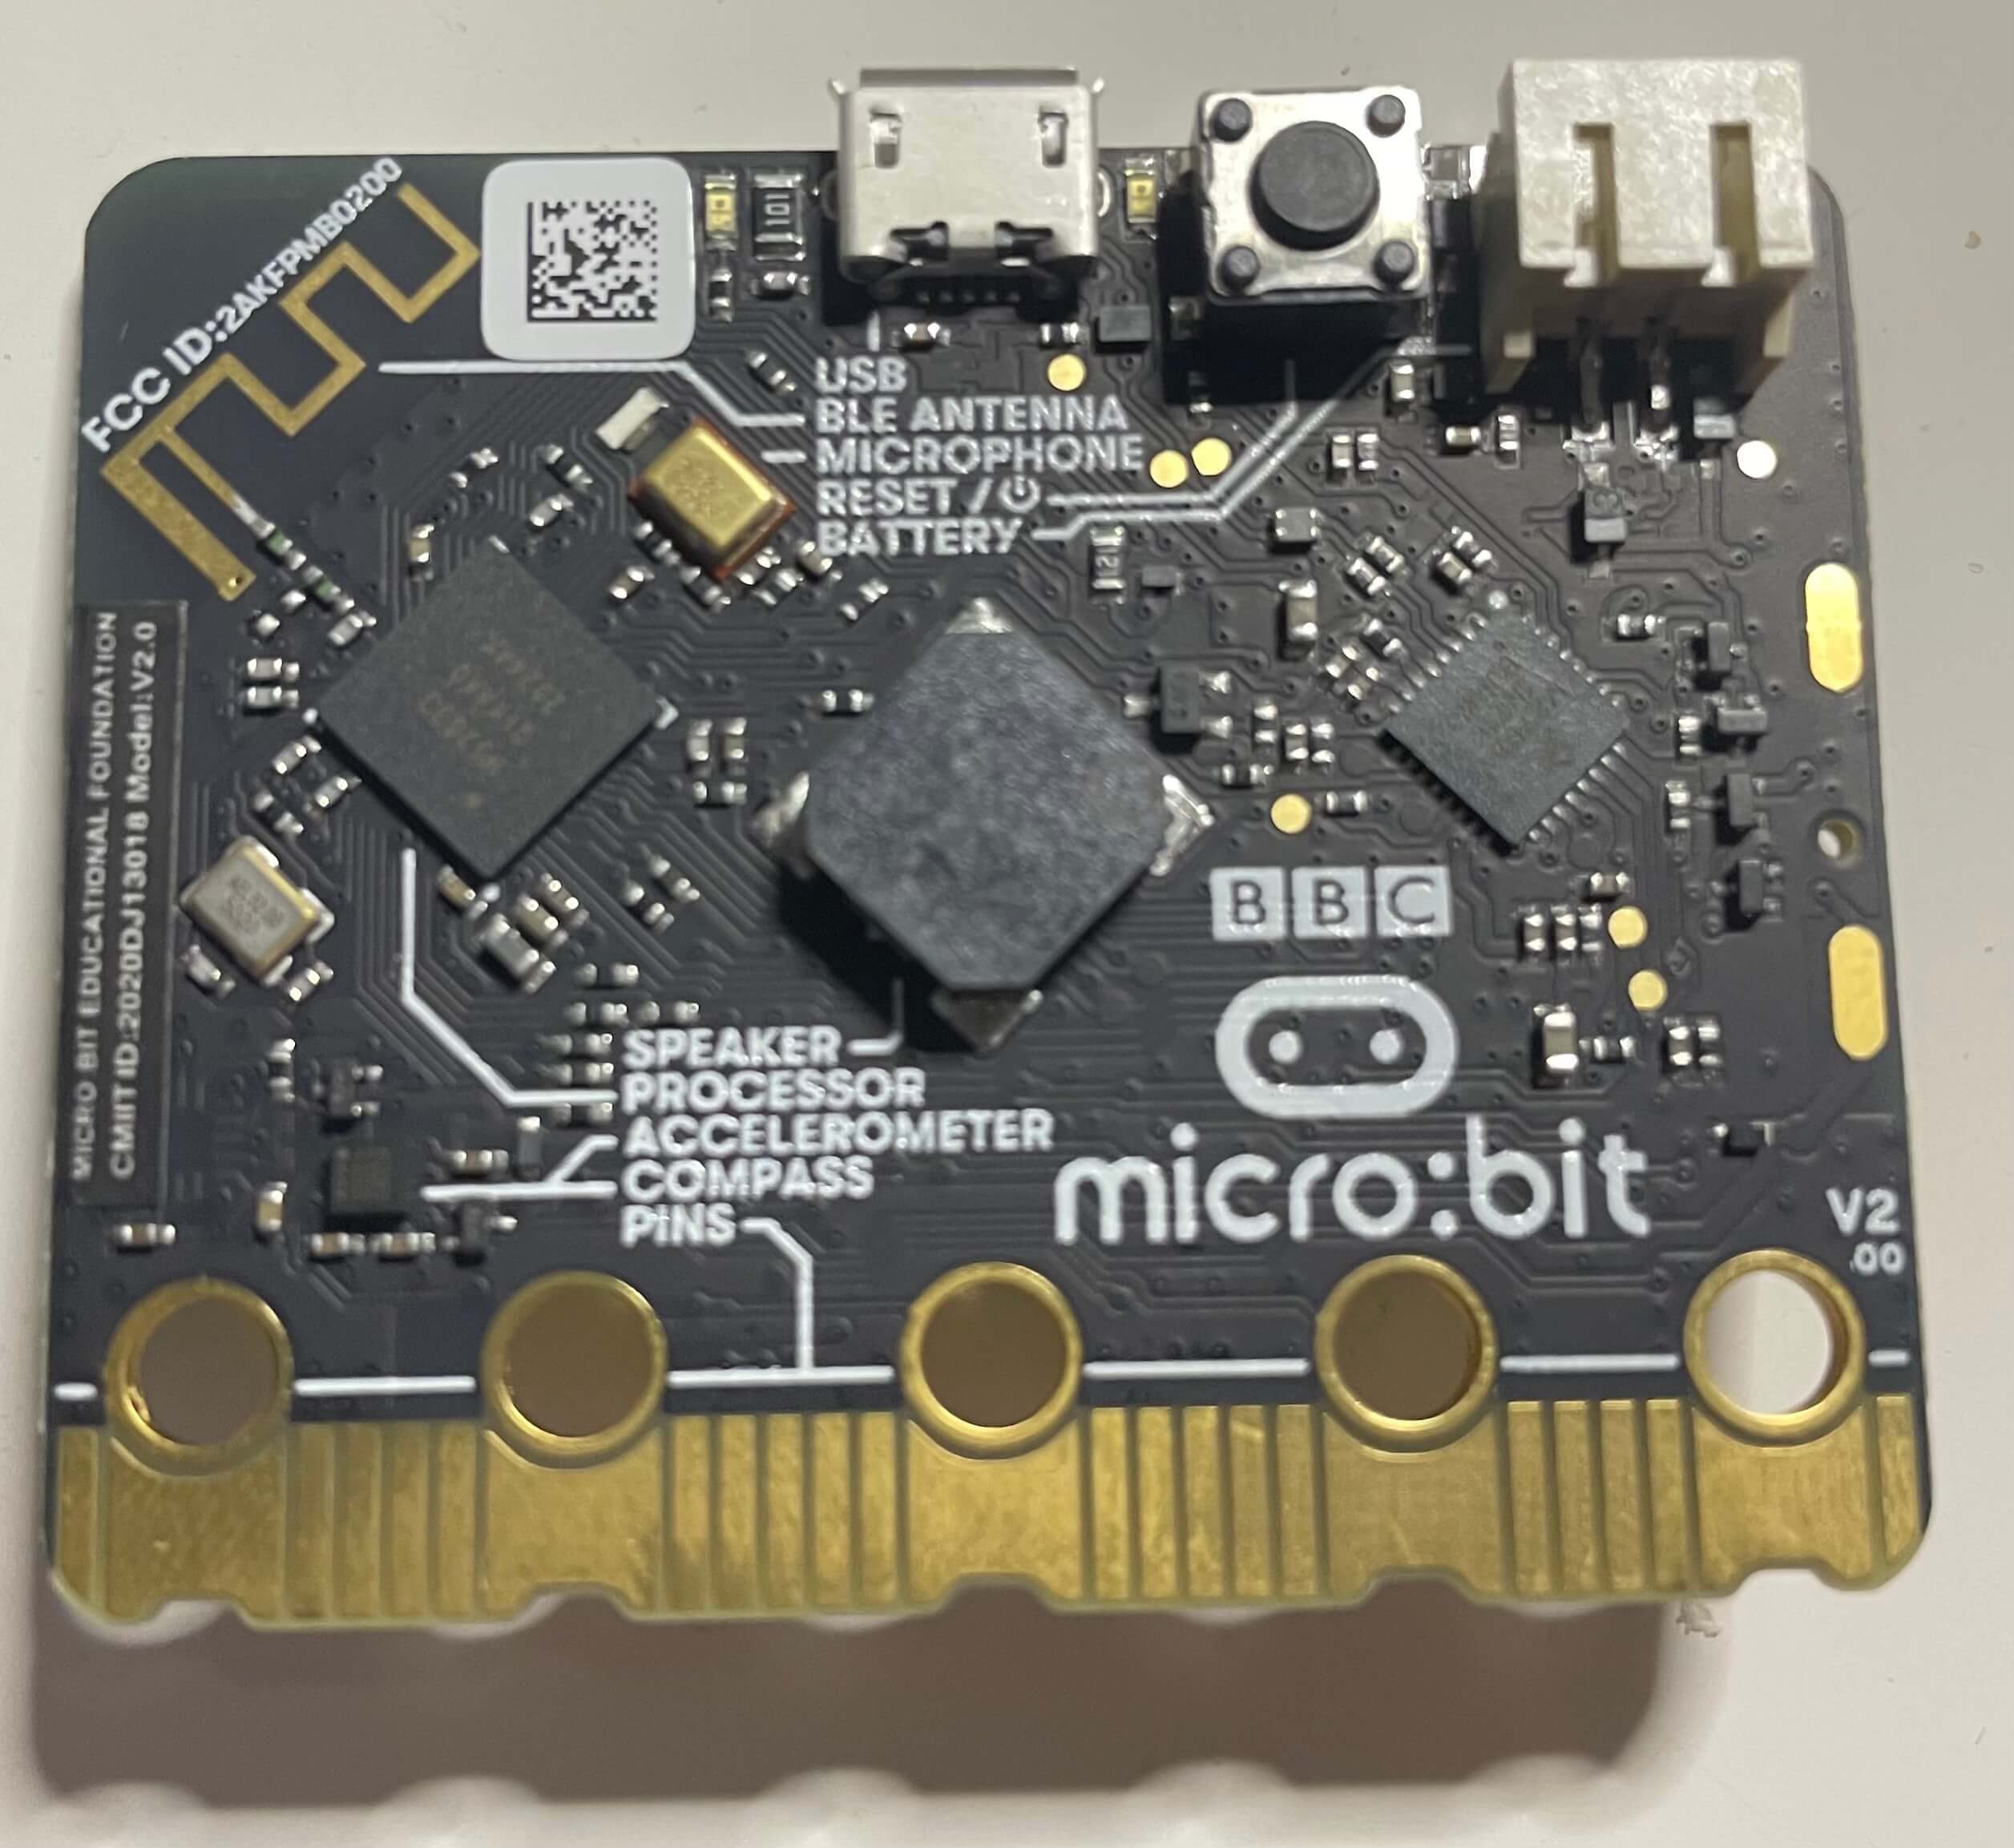 FCC ID:2AKFPMB0200
101
USB
BLE ANTENNA
MICROPHONE
RESET /
BATTERY
MICRO BIT EDUCATIONAL FOUNDATION
CMIIT ID:2020DJ13018 Model:V2.0
BBC
SPEAKER
PROCESSOR
ACCELEROMETER
COMPASS
PINS
micro:bit
V2
.00